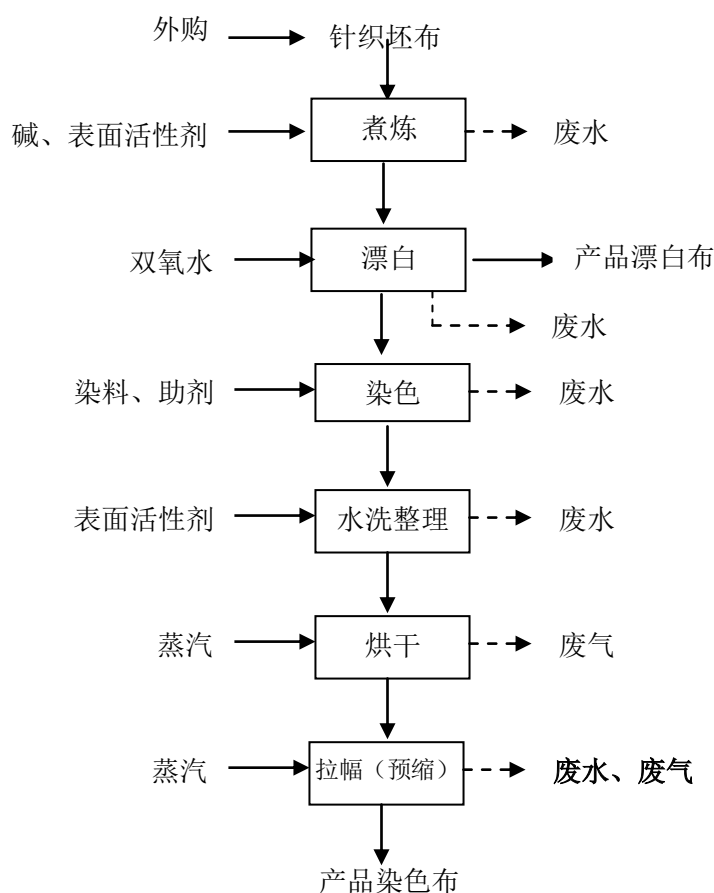 外购
针织坯布
碱、表面活性剂
煮炼
废水
双氧水
漂白
产品漂白布
废水
染料、助剂
染色
废水
表面活性剂
水洗整理
废水
蒸汽
烘干
废气
蒸汽
拉幅（预缩）
废水、废气
产品染色布